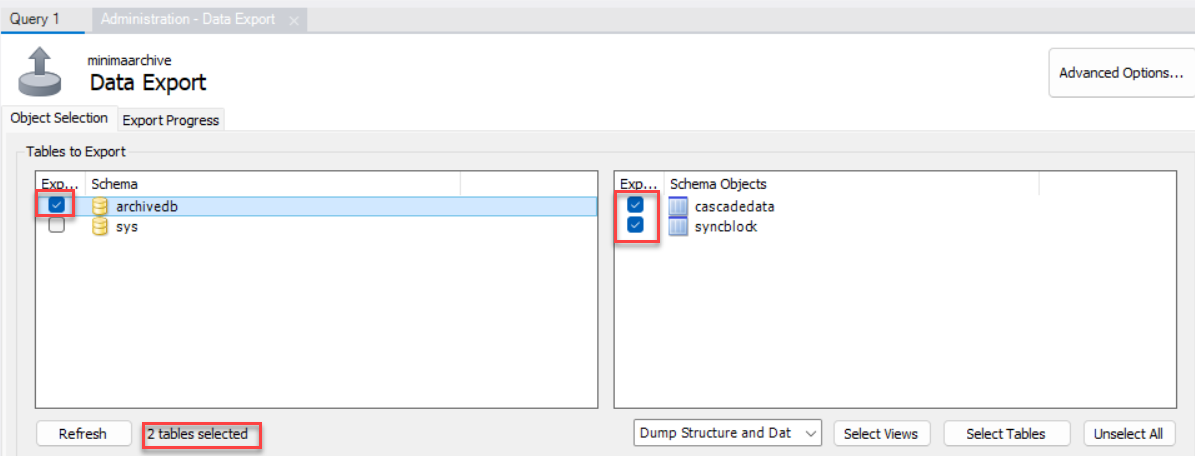 Query 1
Administration - Data Export
minimaarchive
Data Export
Advanced Options...
Object Selection
Export Progress
Tables to Export
Exp... Schema
archivedb
sys
Exp... Schema Objects
cascadedata
syncblock
Refresh
2 tables selected
Dump Structure and Dat
Select Views
Select Tables
Unselect All